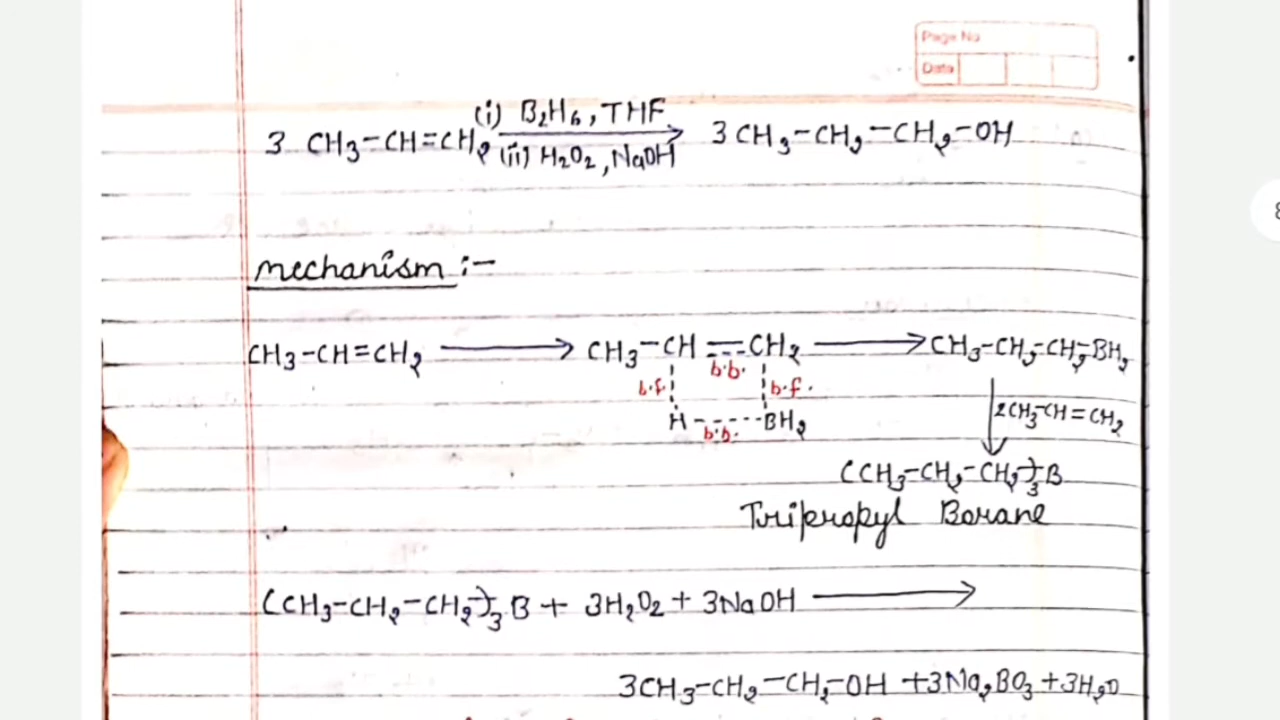 Page No
Date
3 CH3-CH=CH2 (i) B2H6, THF (ii) H2O2, NaOH → 3 CH3-CH2-CH2-OH
8
mechanism :-
CH3-CH=CH2 → CH3-CH=CH2 → CH3-CH2-CH2-BH2
b.b.
b.f. b.f.
H BH2 2CH3-CH=CH2
b.b.
(CH3-CH2-CH2)3B
Tripropyl Borane
(CH3-CH2-CH2)3B + 3H2O2 + 3NaOH →
3CH3-CH2-CH2-OH +3Na2BO3 +3H2O